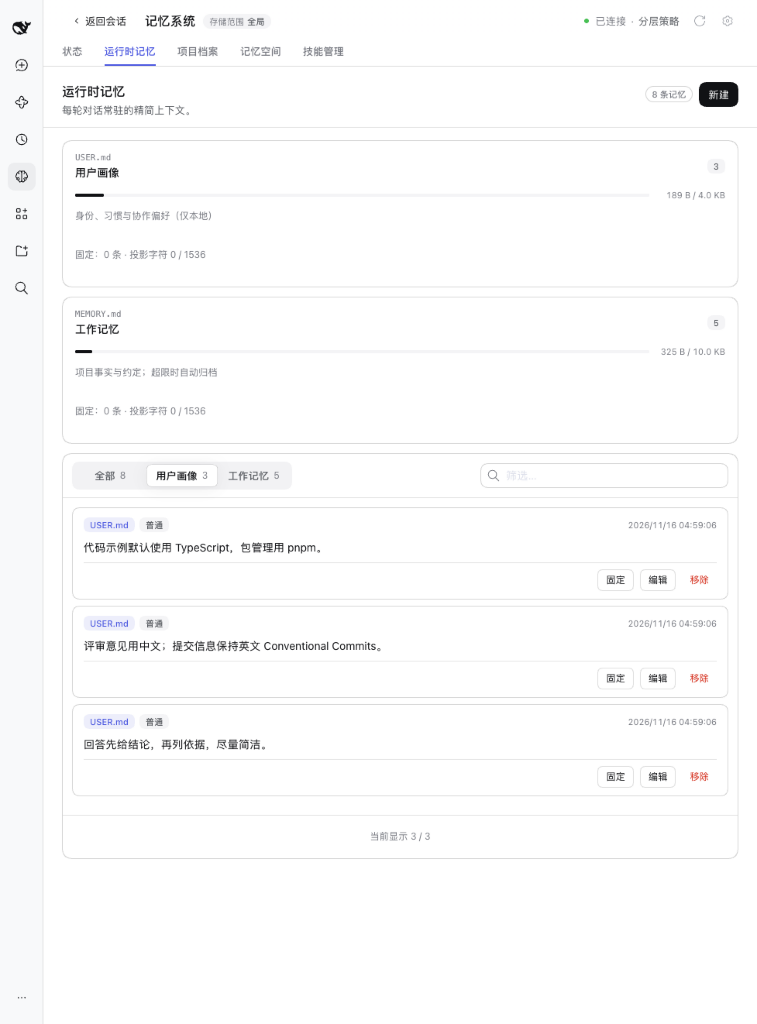 返回会话 记忆系统 存储范围 全局 已连接 · 分层策略
状态 运行时记忆 项目档案 记忆空间 技能管理
运行时记忆
每轮对话常驻的精简上下文。
8 条记忆 新建
USER.md
用户画像
3
189 B / 4.0 KB
身份、习惯与协作偏好（仅本地）
固定：0 条 · 投影字符 0 / 1536
MEMORY.md
工作记忆
5
325 B / 10.0 KB
项目事实与约定；超限时自动归档
固定：0 条 · 投影字符 0 / 1536
全部 8 用户画像 3 工作记忆 5 筛选...
USER.md 普通 2026/11/16 04:59:06
代码示例默认使用 TypeScript，包管理用 pnpm。
固定 编辑 移除
USER.md 普通 2026/11/16 04:59:06
评审意见用中文；提交信息保持英文 Conventional Commits。
固定 编辑 移除
USER.md 普通 2026/11/16 04:59:06
回答先给结论，再列依据，尽量简洁。
固定 编辑 移除
当前显示 3 / 3